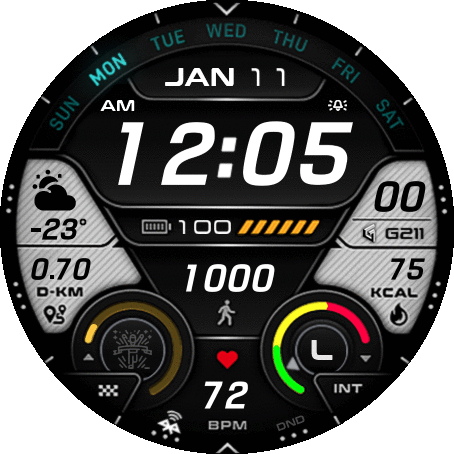 SUN MON TUE WED THU FRI SAT
JAN 11
AM
12:05
00
-23°
100
G211
0.70
D-KM
1000
75
KCAL
L
72
INT
BPM
DND